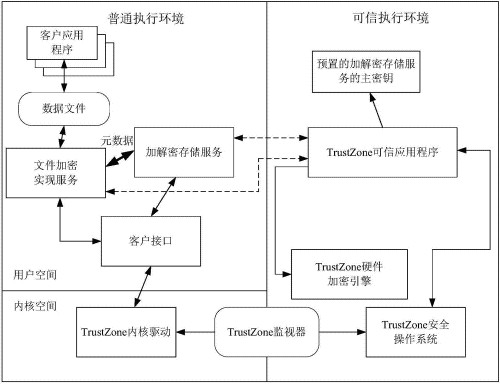 普通执行环境
可信执行环境
客户应用
程序
预置的加解密存储服
务的主密钥
数据文件
元数据
文件加密
实现服务
加解密存储服务
TrustZone可信应用程序
客户接口
TrustZone硬件
加密引擎
用户空间
内核空间
TrustZone内核驱动
TrustZone监视器
TrustZone安全
操作系统